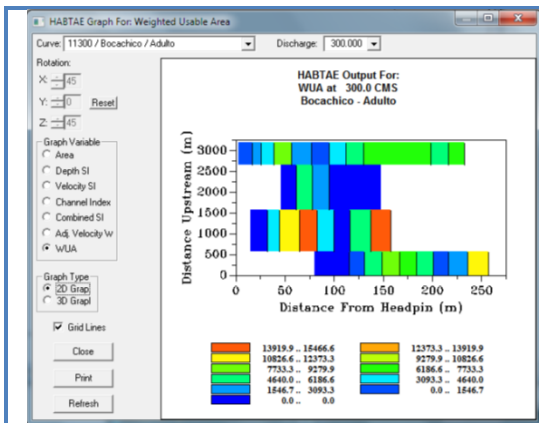 HABTAE Graph For: Weighted Usable Area
Curve: 11300 / Bocachico / Adulto Discharge: 300.000
Rotation:
X: 45
Y: 0 Reset
Z: 45
Graph Variable
Area
Depth SI
Velocity SI
Channel Index
Combined SI
Adj. Velocity W
WUA
Graph Type
2D Grap
3D Grapl
Grid Lines
Close
Print
Refresh
HABTAE Output For:
WUA at 300.0 CMS
Bocachico - Adulto
Distance Upstream (m)
3000
2500
2000
1500
1000
500
0
0 50 100 150 200 250
Distance From Headpin (m)
13919.9 .. 15466.6 12373.3 .. 13919.9
10826.6 .. 12373.3 9279.9 .. 10826.6
7733.3 .. 9279.9 6186.6 .. 7733.3
4640.0 .. 6186.6 3093.3 .. 4640.0
1546.7 .. 3093.3 0.0 .. 1546.7
0.0 .. 0.0